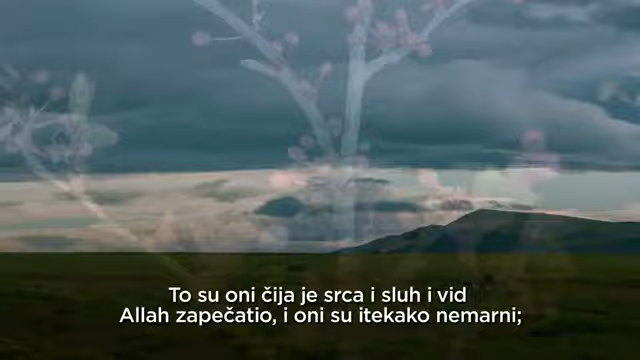 To su oni čija je srca i sluh i vid
Allah zapečatio, i oni su itekako nemarni;